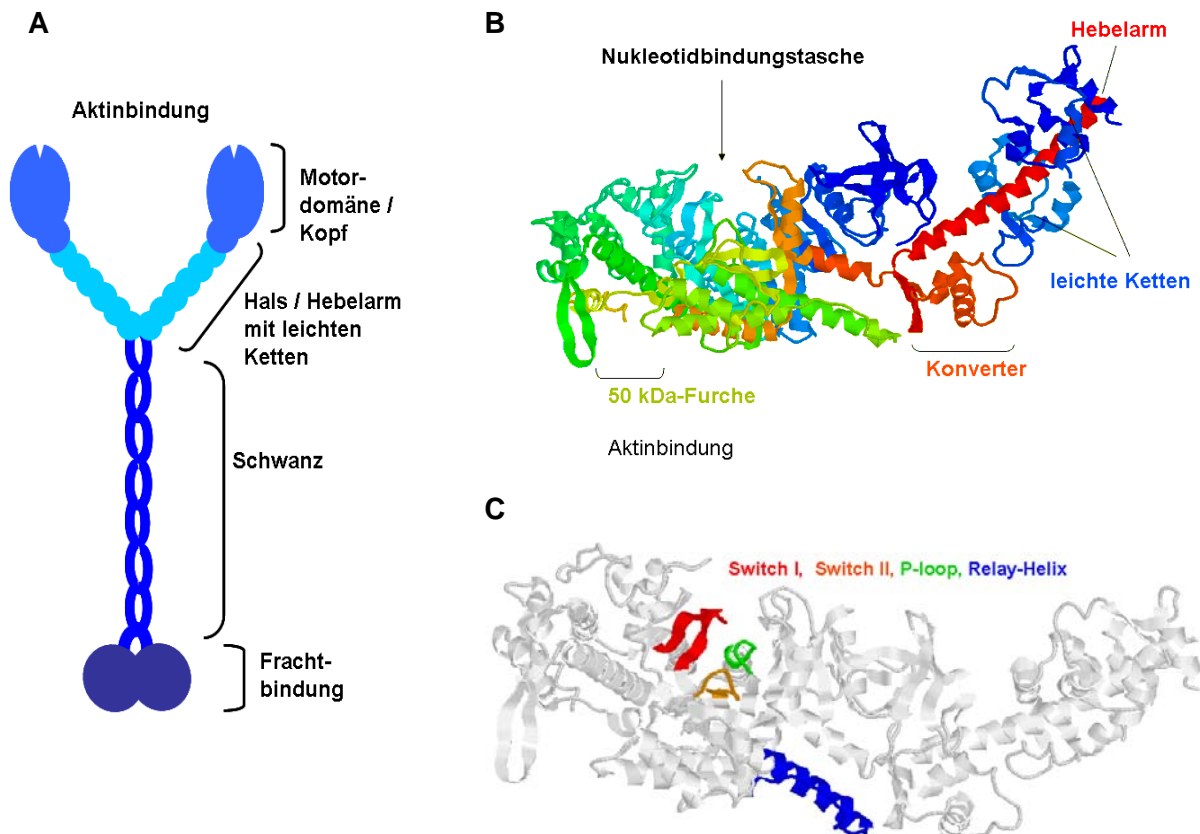 A
Aktinbindung
Motor-
domäne /
Kopf
Hals / Hebelarm
mit leichten
Ketten
Schwanz
Fracht-
bindung
B
Hebelarm
Nukleotidbindungstasche
leichte Ketten
Konverter
50 kDa-Furche
Aktinbindung
C
Switch I, Switch II, P-loop, Relay-Helix